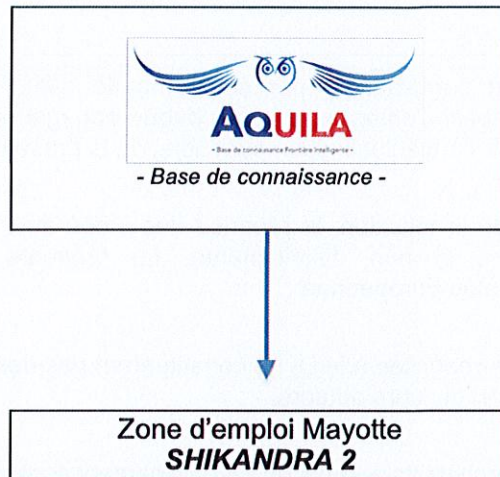 AQUILA
- Base de connaissance Frontière Intelligente -
- Base de connaissance -
Zone d'emploi Mayotte
SHIKANDRA 2